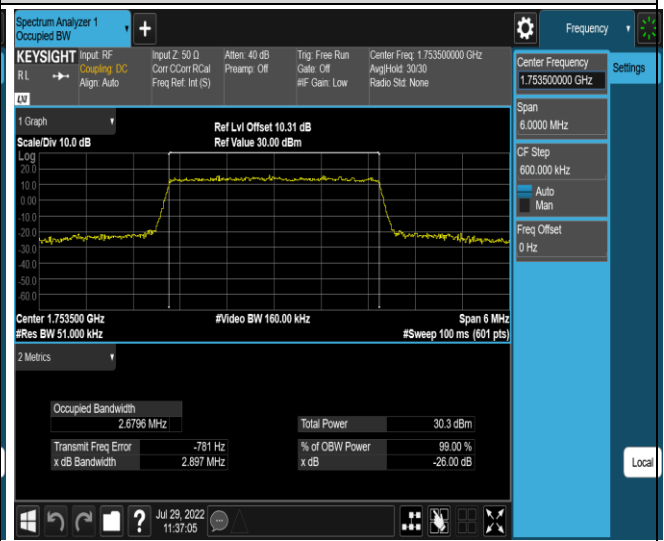 Spectrum Analyzer 1
Occupied BW
Frequency
KEYSIGHT Input: RF Input Z: 50 Ω Atten: 40 dB Trig: Free Run Center Freq: 1.753500000 GHz
RL Coupling: DC Corr CCorr RCal Preamp: Off Gate: Off Avg|Hold: 30/30
Align: Auto Freq Ref: Int (S) #IF Gain: Low Radio Std: None
LXI
Center Frequency
1.753500000 GHz
Settings
Span
6.0000 MHz
CF Step
600.000 kHz
Auto
Man
Freq Offset
0 Hz
1 Graph
Ref Lvl Offset 10.31 dB
Scale/Div 10.0 dB Ref Value 30.00 dBm
Log
20.0
10.0
0.00
-10.0
-20.0
-30.0
-40.0
-50.0
-60.0
Center 1.753500 GHz #Video BW 160.00 kHz Span 6 MHz
#Res BW 51.000 kHz #Sweep 100 ms (601 pts)
2 Metrics
Occupied Bandwidth
2.6796 MHz Total Power 30.3 dBm
Transmit Freq Error -781 Hz % of OBW Power 99.00 %
x dB Bandwidth 2.897 MHz x dB -26.00 dB
Local
Jul 29, 2022
11:37:05